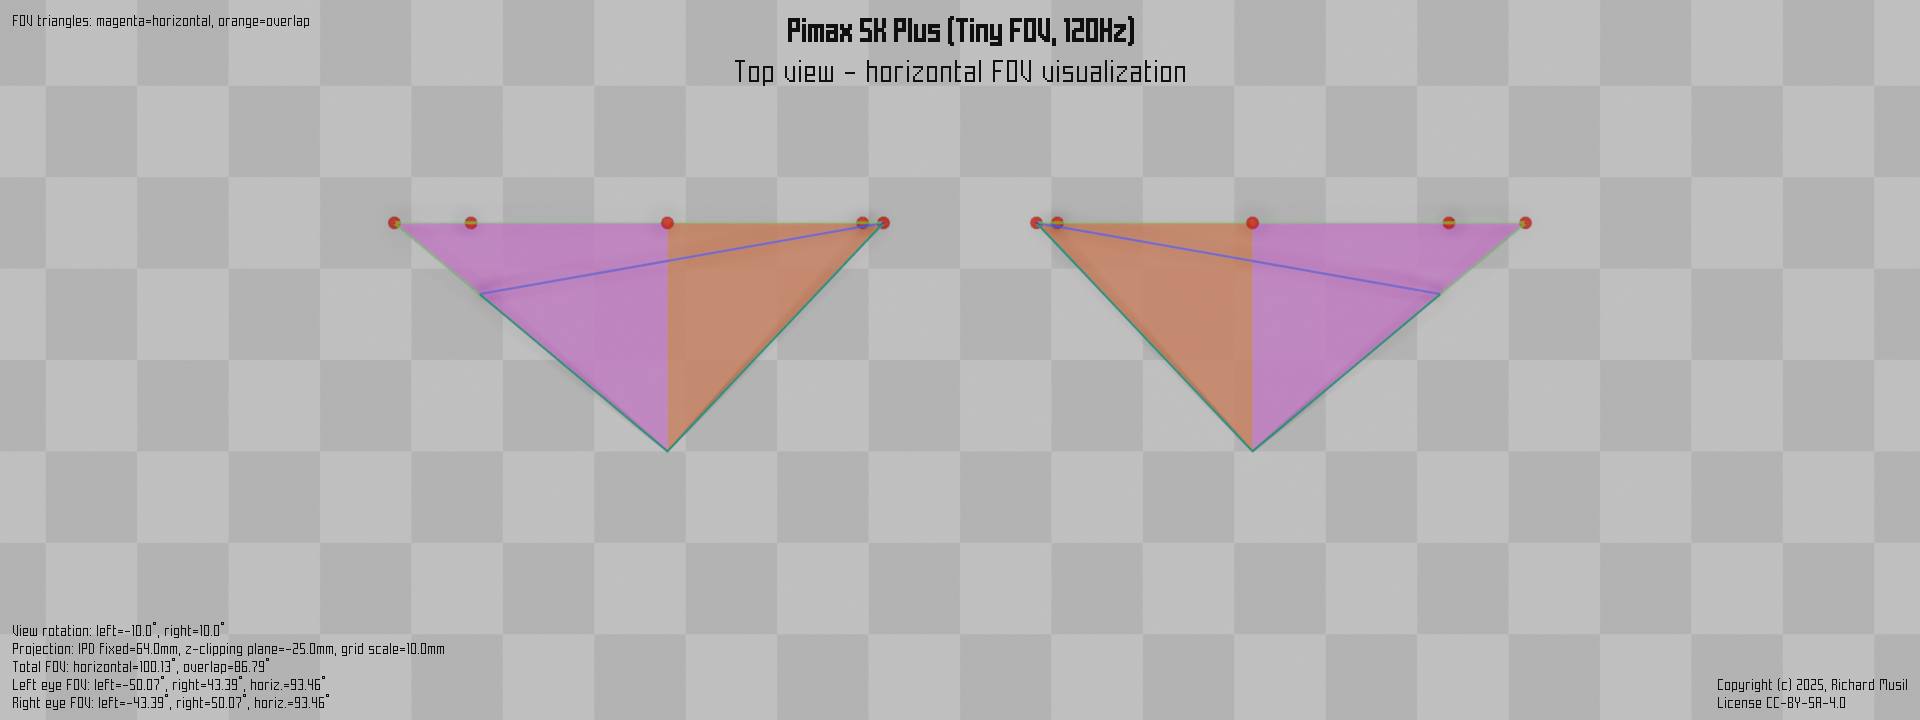 FOV triangles: magenta=horizontal, orange=overlap
Pimax 5K Plus (Tiny FOV, 120Hz)
Top view - horizontal FOV visualization
View rotation: left=-10.0°, right=10.0°
Projection: IPD fixed=64.0mm, z-clipping plane=-25.0mm, grid scale=10.0mm
Total FOV: horizontal=100.13°, overlap=86.79°
Left eye FOV: left=-50.07°, right=43.39°, horiz.=93.46°
Right eye FOV: left=-43.39°, right=50.07°, horiz.=93.46°
Copyright (c) 2025, Richard Musil
License CC-BY-SA-4.0